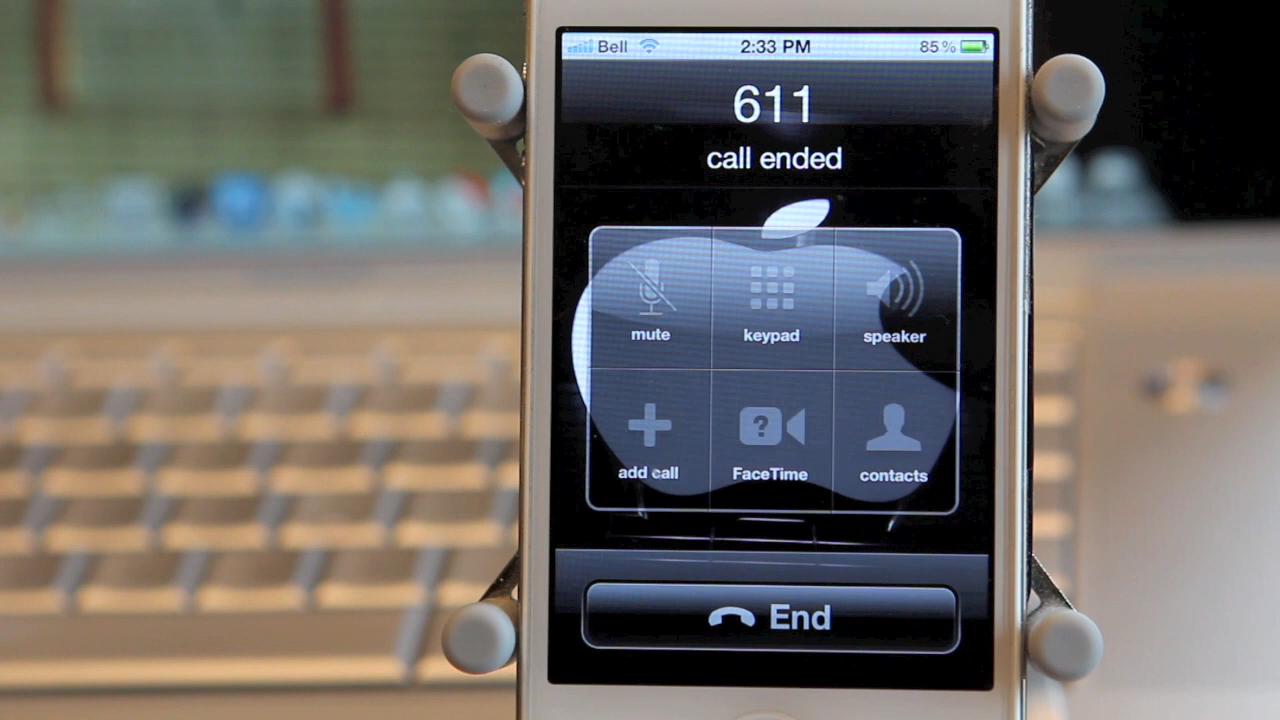 Bell 2:33 PM 85%
611
call ended
mute keypad speaker
?
add call FaceTime contacts
End